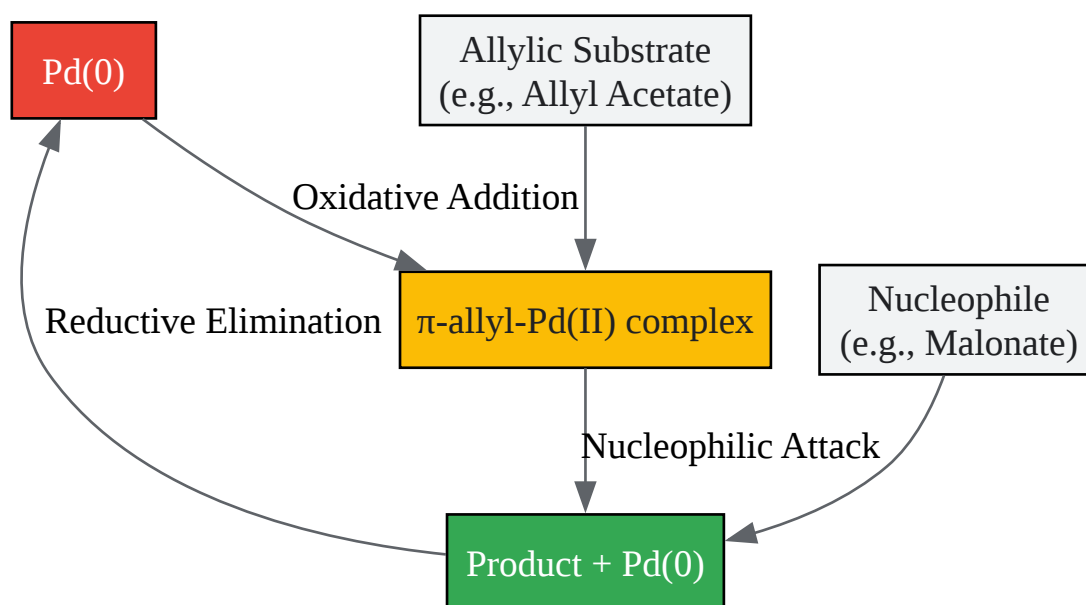 Pd(0)
Allylic Substrate
(e.g., Allyl Acetate)
Oxidative Addition
Reductive Elimination
π-allyl-Pd(II) complex
Nucleophile
(e.g., Malonate)
Nucleophilic Attack
Product + Pd(0)